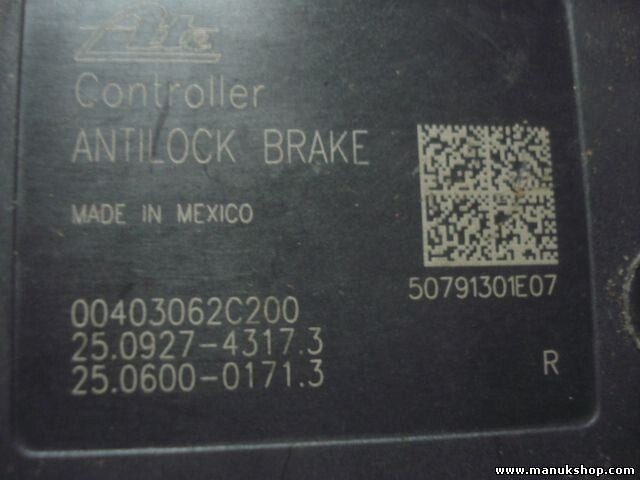 Ate
Controller
ANTILOCK BRAKE
MADE IN MEXICO
50791301E07
00403062C200
25.0927-4317.3
25.0600-0171.3
R
www.manukshop.com